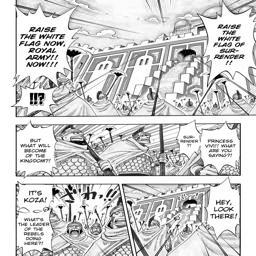 RAISE
THE WHITE
FLAG OF
SUR-
RENDER
!!
RAISE
THE WHITE
FLAG NOW,
ROYAL
ARMY!!
NOW!!!
!!?
PRINCESS
VIVI! WHAT
ARE YOU
SAYING?!
SUR-
RENDER
?!
BUT
WHAT WILL
BECOME
OF THE
KINGDOM?!
HEY,
LOOK
THERE!
IT'S
KOZA!
WHAT'S
THE LEADER
OF THE
REBELS
DOING
HERE?!